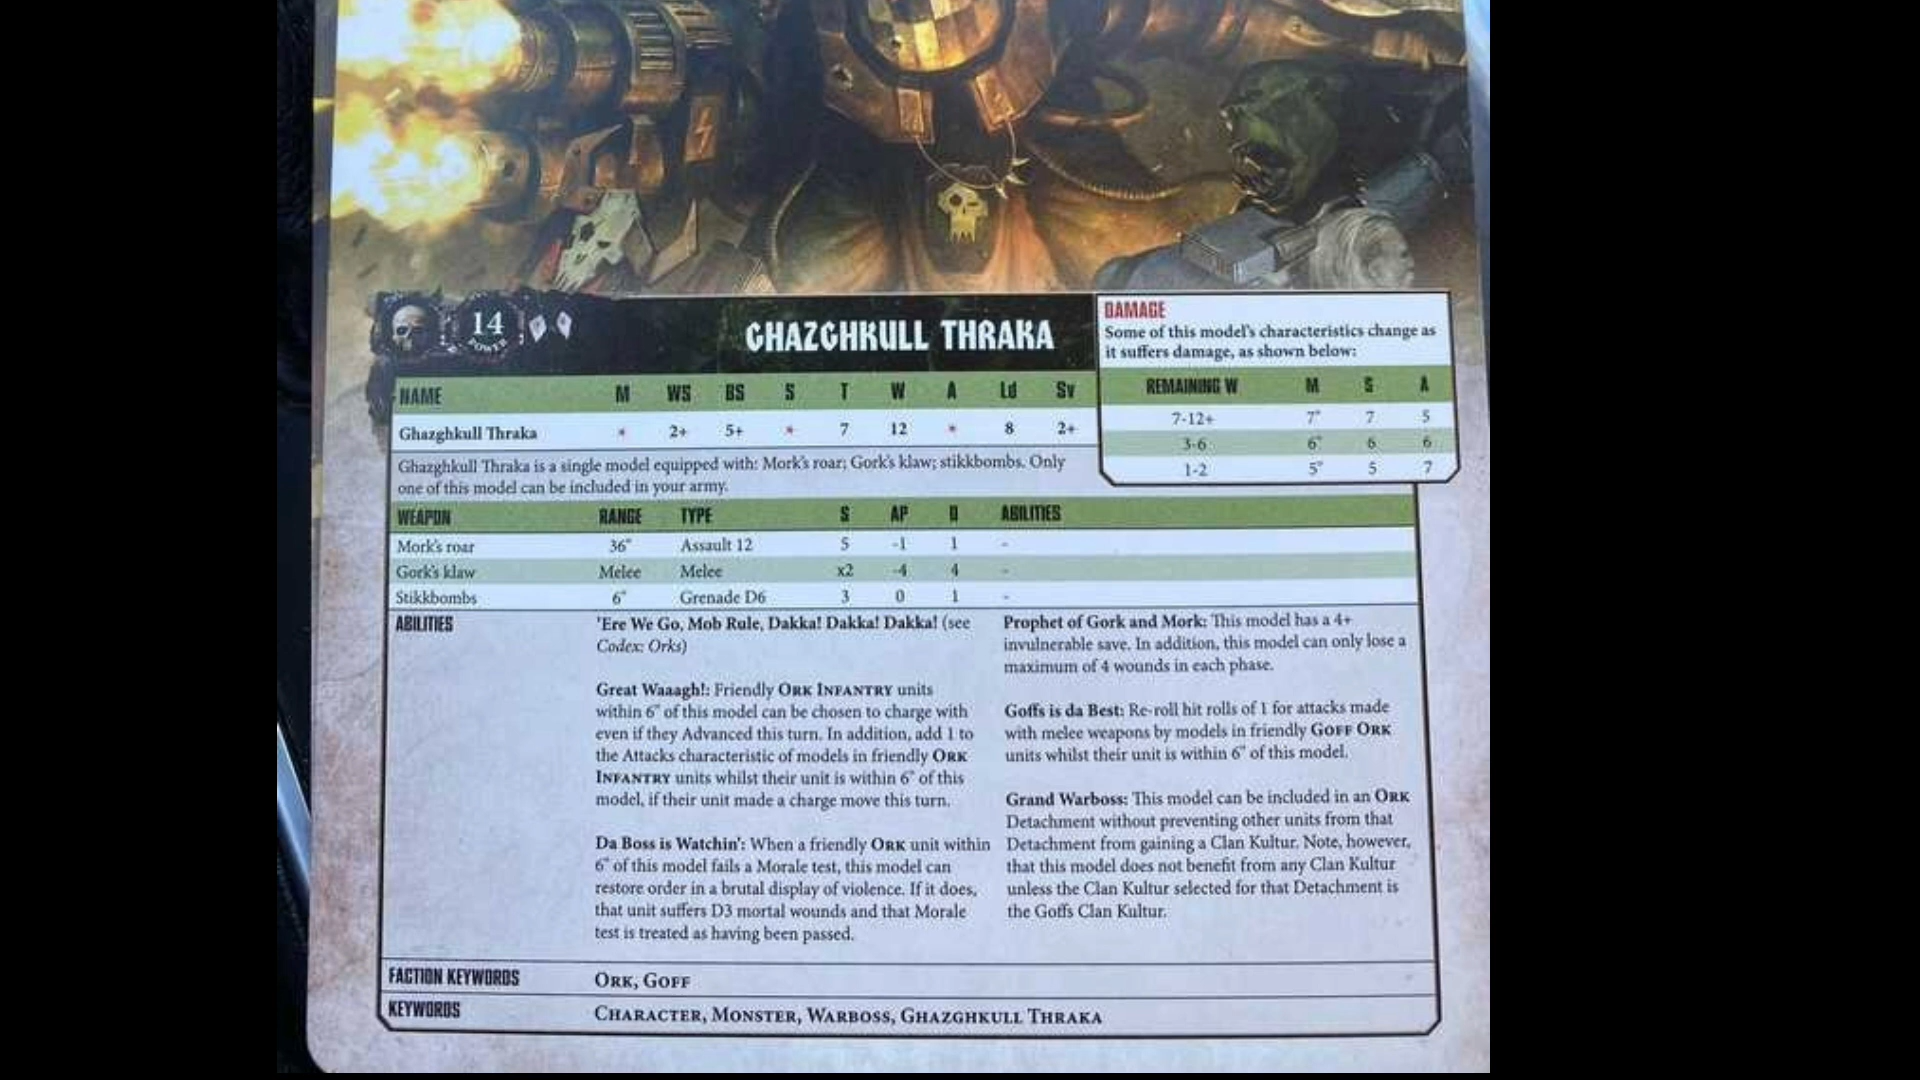 14
POWER
GHAZGHKULL THRAKA
DAMAGE
Some of this model's characteristics change as
it suffers damage, as shown below:
REMAINING W M S A
7-12+ 7" 7 5
3-6 6" 6 6
1-2 5" 5 7
NAME M WS BS S T W A Ld Sv
Ghazghkull Thraka * 2+ 5+ * 7 12 * 8 2+
Ghazghkull Thraka is a single model equipped with: Mork's roar; Gork's klaw; stikkbombs. Only
one of this model can be included in your army.
WEAPON RANGE TYPE S AP D ABILITIES
Mork's roar 36" Assault 12 5 -1 1 -
Gork's klaw Melee Melee x2 -4 4 -
Stikkbombs 6" Grenade D6 3 0 1 -
ABILITIES
'Ere We Go, Mob Rule, Dakka! Dakka! Dakka! (see
Codex: Orks)
Great Waaagh!: Friendly ORK INFANTRY units
within 6" of this model can be chosen to charge with
even if they Advanced this turn. In addition, add 1 to
the Attacks characteristic of models in friendly ORK
INFANTRY units whilst their unit is within 6" of this
model, if their unit made a charge move this turn.
Da Boss is Watchin': When a friendly ORK unit within
6" of this model fails a Morale test, this model can
restore order in a brutal display of violence. If it does,
that unit suffers D3 mortal wounds and that Morale
test is treated as having been passed.
Prophet of Gork and Mork: This model has a 4+
invulnerable save. In addition, this model can only lose a
maximum of 4 wounds in each phase.
Goffs is da Best: Re-roll hit rolls of 1 for attacks made
with melee weapons by models in friendly GOFF ORK
units whilst their unit is within 6" of this model.
Grand Warboss: This model can be included in an ORK
Detachment without preventing other units from that
Detachment from gaining a Clan Kultur. Note, however,
that this model does not benefit from any Clan Kultur
unless the Clan Kultur selected for that Detachment is
the Goffs Clan Kultur.
FACTION KEYWORDS ORK, GOFF
KEYWORDS CHARACTER, MONSTER, WARBOSS, GHAZGHKULL THRAKA